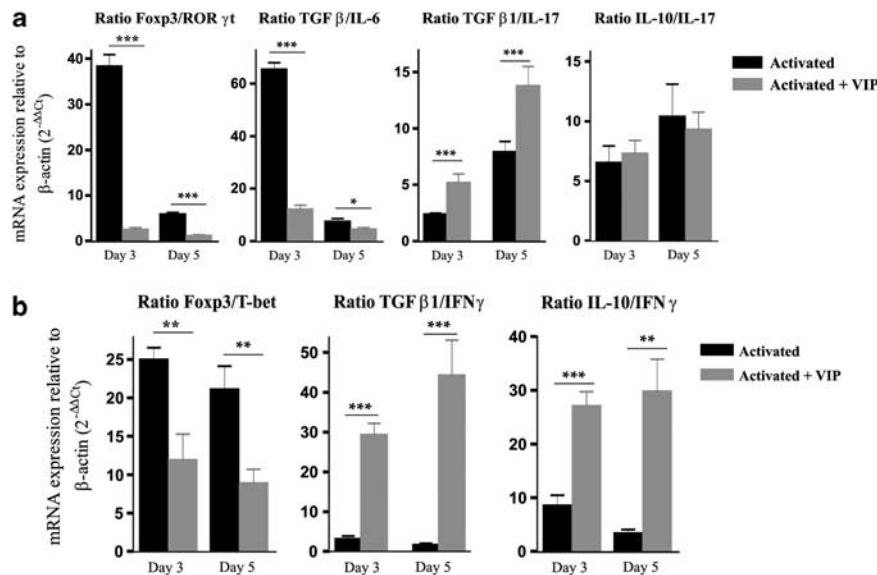 a
Ratio Foxp3/ROR γt
Ratio TGF β/IL-6
Ratio TGF β1/IL-17
Ratio IL-10/IL-17
mRNA expression relative to
β-actin (2^-ΔΔCt)
40
30
20
10
0
***
***
Day 3
Day 5
60
40
20
0
***
*
Day 3
Day 5
15
10
5
0
***
***
Day 3
Day 5
15
10
5
0
Day 3
Day 5
Activated
Activated + VIP
b
Ratio Foxp3/T-bet
Ratio TGF β1/IFNγ
Ratio IL-10/IFN γ
mRNA expression relative to
β-actin (2^-ΔΔCt)
25
20
15
10
5
0
**
**
Day 3
Day 5
50
40
30
20
10
0
***
***
Day 3
Day 5
40
30
20
10
0
***
**
Day 3
Day 5
Activated
Activated + VIP